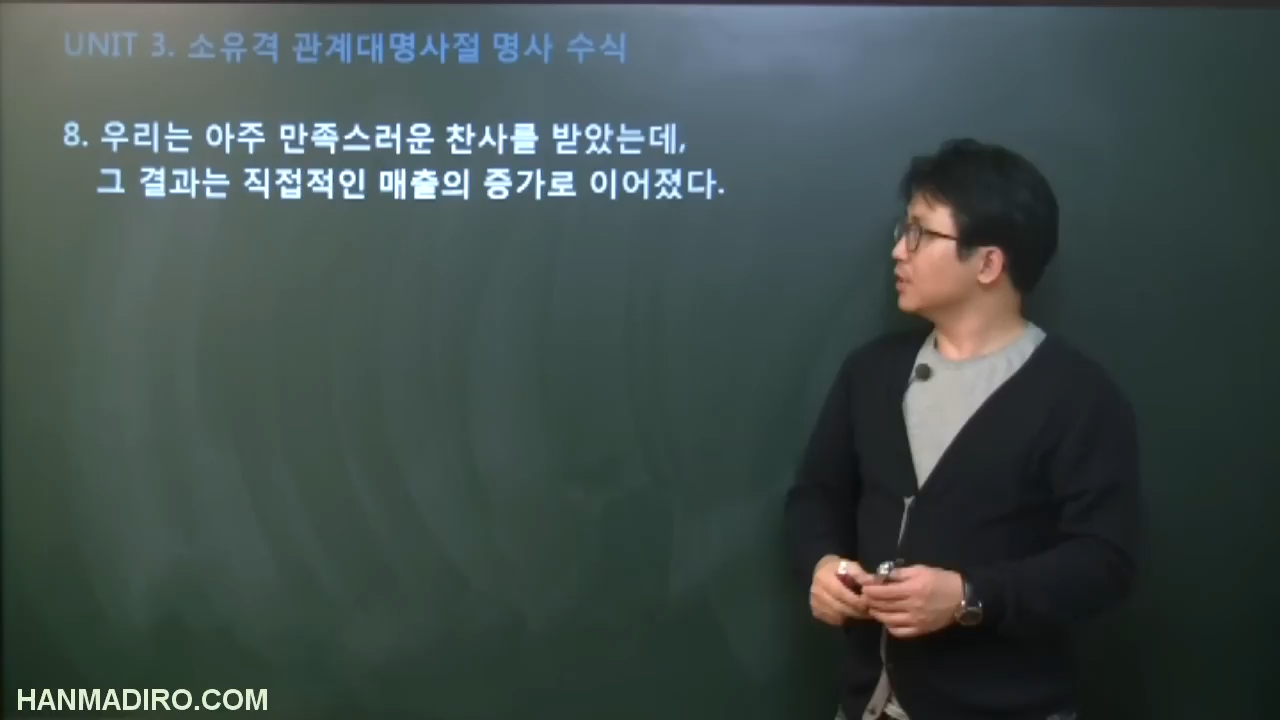 UNIT 3. 소유격 관계대명사절 명사 수식
8. 우리는 아주 만족스러운 찬사를 받았는데,
그 결과는 직접적인 매출의 증가로 이어졌다.
HANMADIRO.COM